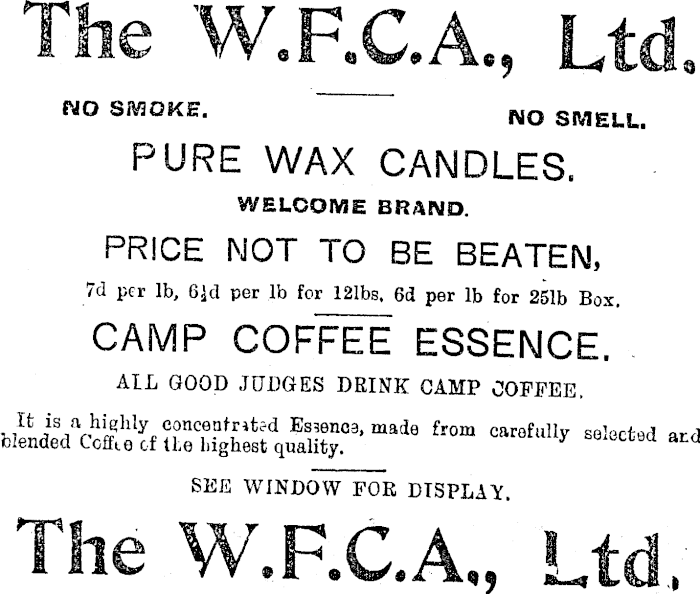 The W.F.C.A., Ltd.
NO SMOKE. NO SMELL.
PURE WAX CANDLES.
WELCOME BRAND.
PRICE NOT TO BE BEATEN,
7d per lb, 6½d per lb for 12lbs, 6d per lb for 25lb Box.
CAMP COFFEE ESSENCE.
ALL GOOD JUDGES DRINK CAMP COFFEE.
It is a highly concentrated Essence, made from carefully selected and
blended Coffee of the highest quality.
SEE WINDOW FOR DISPLAY.
The W.F.C.A., Ltd.